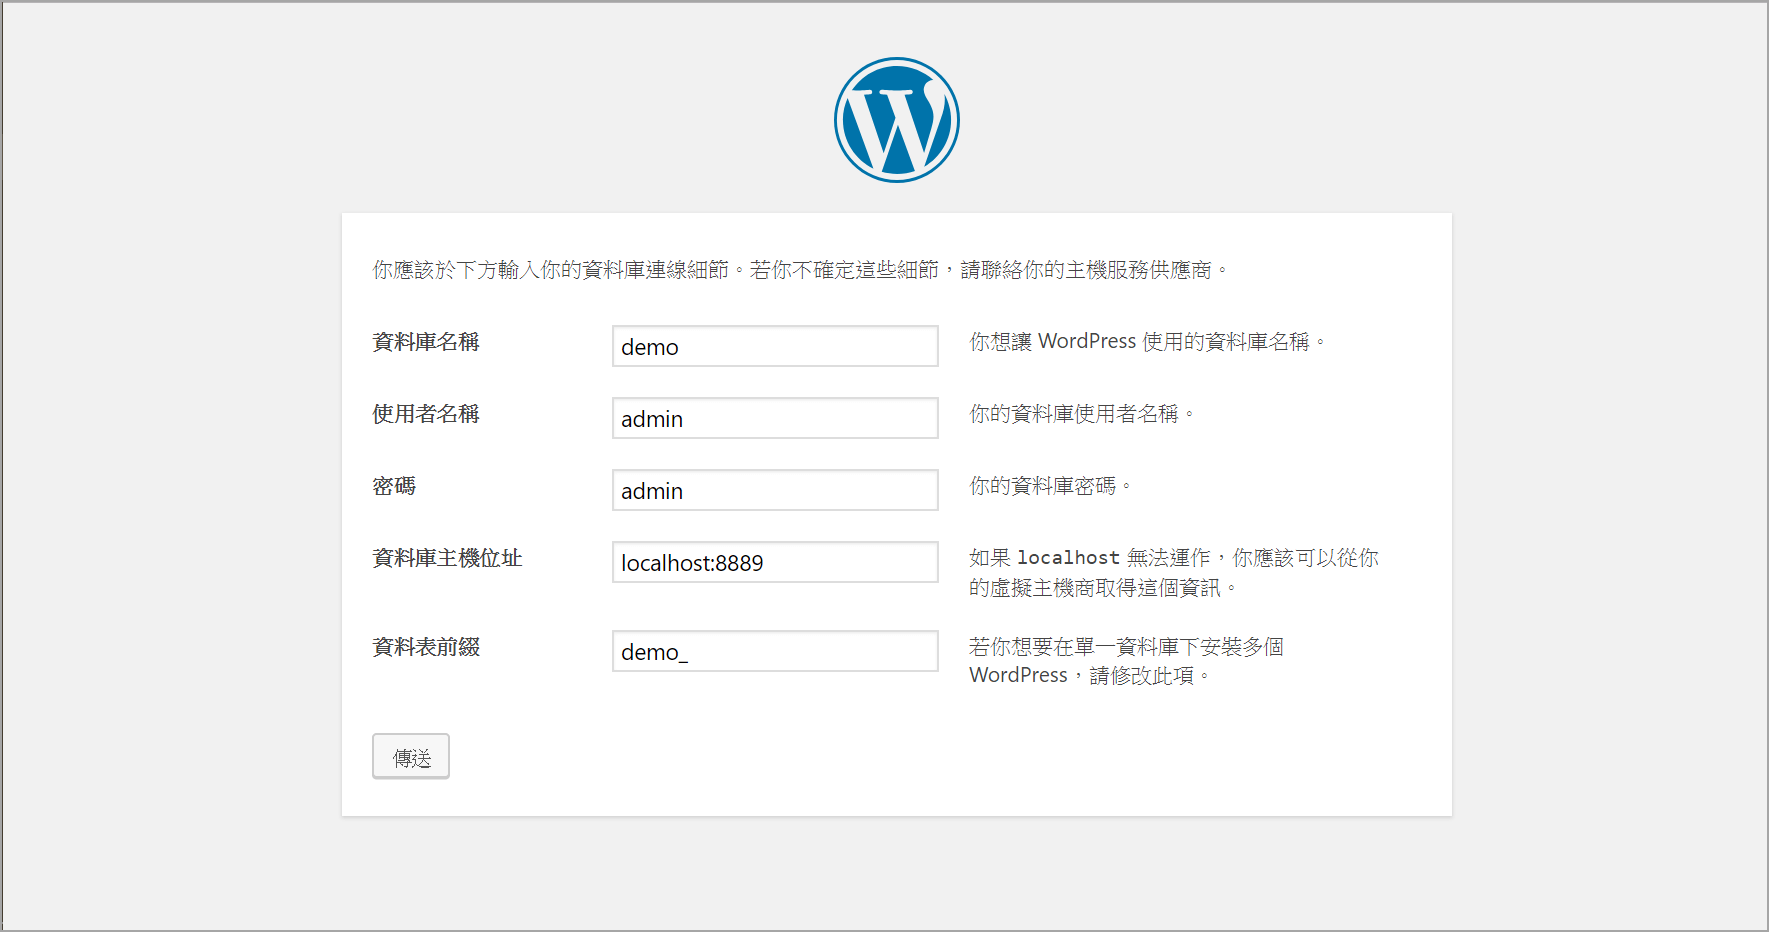 你應該於下方輸入你的資料庫連線細節。若你不確定這些細節，請聯絡你的主機服務供應商。
資料庫名稱 demo 你想讓 WordPress 使用的資料庫名稱。
使用者名稱 admin 你的資料庫使用者名稱。
密碼 admin 你的資料庫密碼。
資料庫主機位址 localhost:8889 如果 localhost 無法運作，你應該可以從你
的虛擬主機商取得這個資訊。
資料表前綴 demo_ 若你想要在單一資料庫下安裝多個
WordPress，請修改此項。
傳送